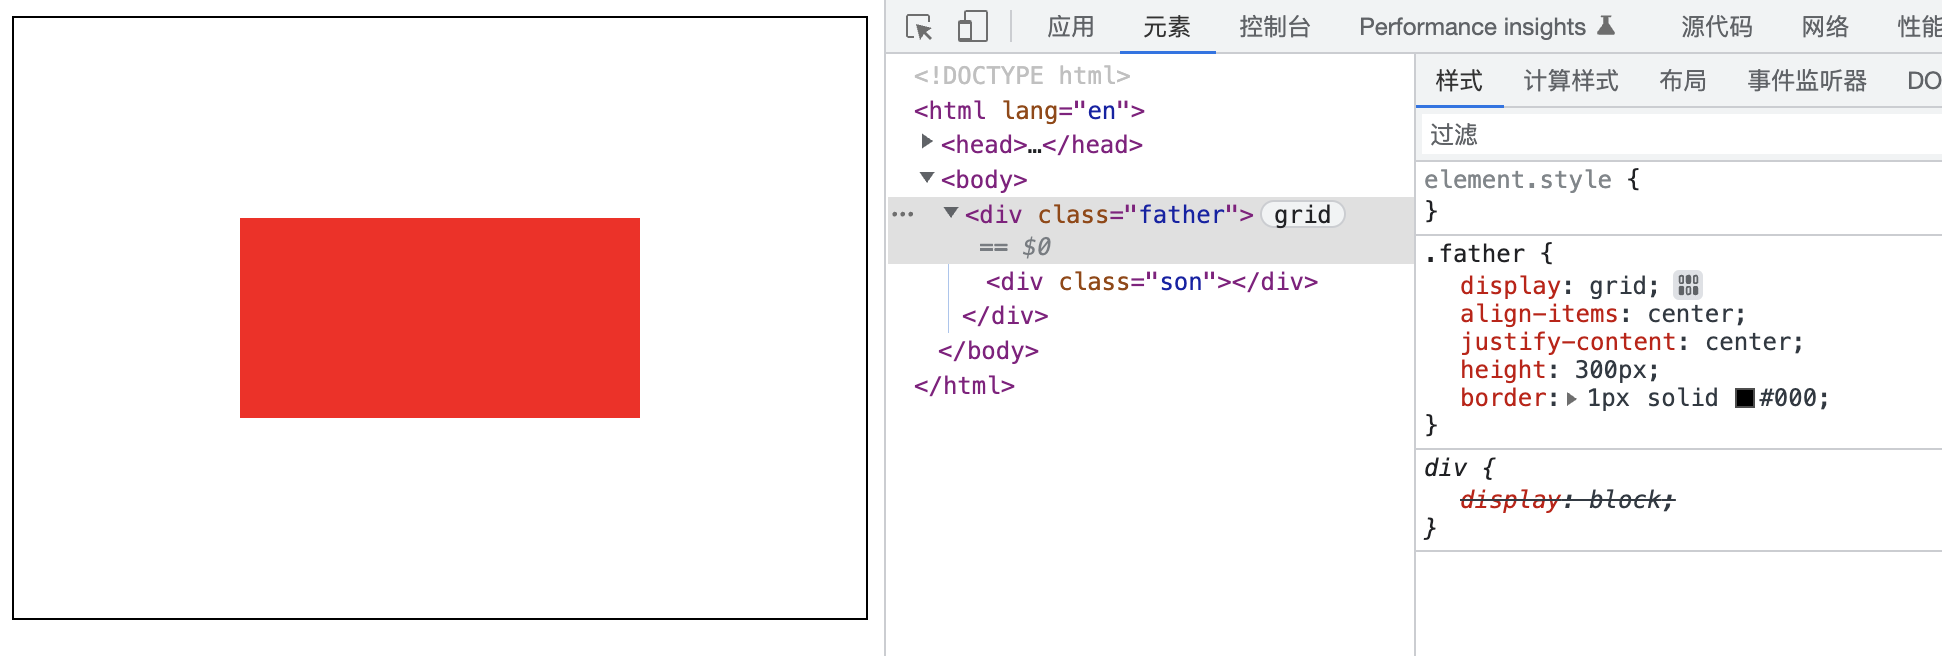 应用 元素 控制台 Performance insights 源代码 网络 性能
<!DOCTYPE html>
<html lang="en">
<head>…</head>
<body>
<div class="father"> grid
== $0
<div class="son"></div>
</div>
</body>
</html>
样式 计算样式 布局 事件监听器 DO
过滤
element.style {
}
.father {
display: grid;
align-items: center;
justify-content: center;
height: 300px;
border: 1px solid #000;
}
div {
display: block;
}